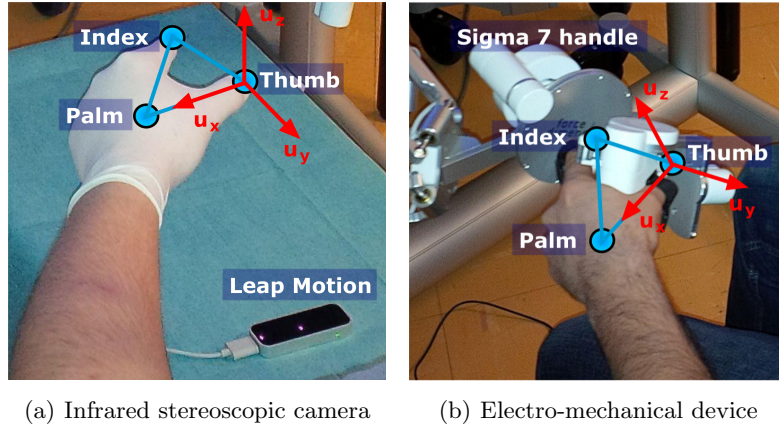 Index
u_z
Thumb
Palm
u_x
u_y
Leap Motion
(a) Infrared stereoscopic camera
Sigma 7 handle
u_z
force
Index
Thumb
u_x
u_y
Palm
(b) Electro-mechanical device